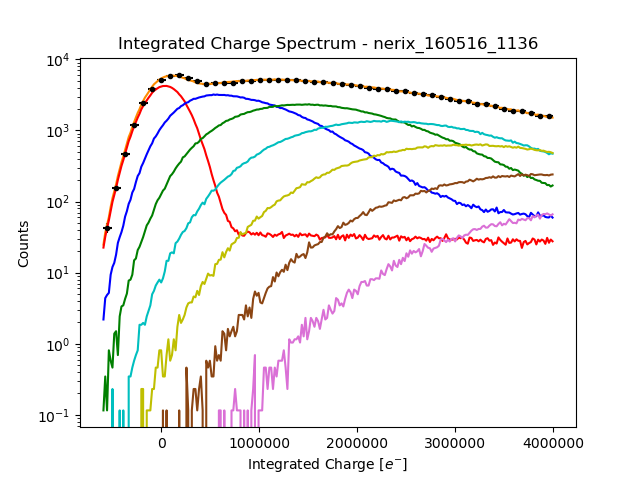 Integrated Charge Spectrum - nerix_160516_1136
Counts
10⁴
10³
10²
10¹
10⁰
10⁻¹
0 1000000 2000000 3000000 4000000
Integrated Charge [e⁻]